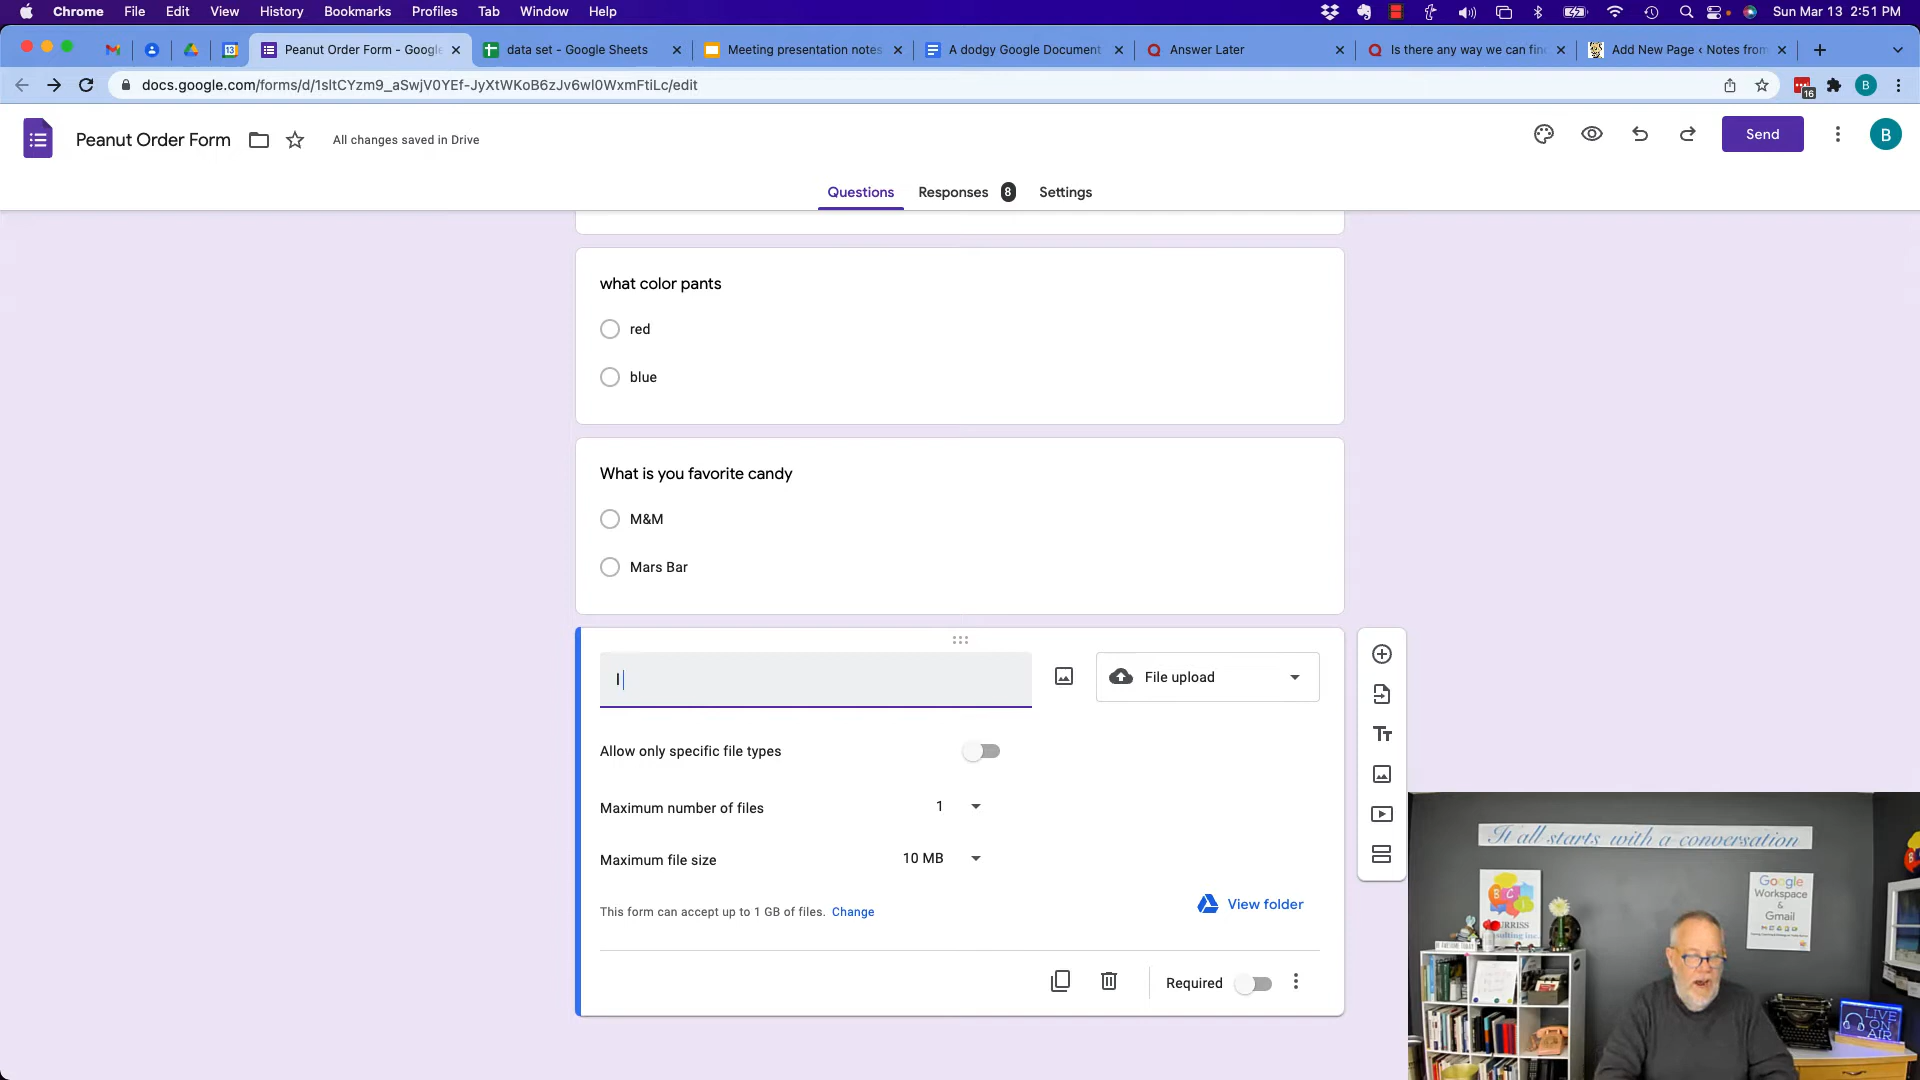 Chrome File Edit View History Bookmarks Profiles Tab Window Help Sun Mar 13 2:51 PM
Peanut Order Form - Google
data set - Google Sheets
Meeting presentation notes
A dodgy Google Document
Answer Later
Is there any way we can find
Add New Page ‹ Notes from
docs.google.com/forms/d/1sltCYzm9_aSwjV0YEf-JyXtWKoB6zJv6wl0WxmFtiLc/edit
16
B
Peanut Order Form
All changes saved in Drive
Send
B
Questions Responses 8 Settings
what color pants
red
blue
What is you favorite candy
M&M
Mars Bar
I
File upload
Allow only specific file types
Maximum number of files 1
Maximum file size 10 MB
This form can accept up to 1 GB of files. Change
View folder
Required
It all starts with a conversation
Google
Workspace
&
Gmail
LIVE
ON
AIR